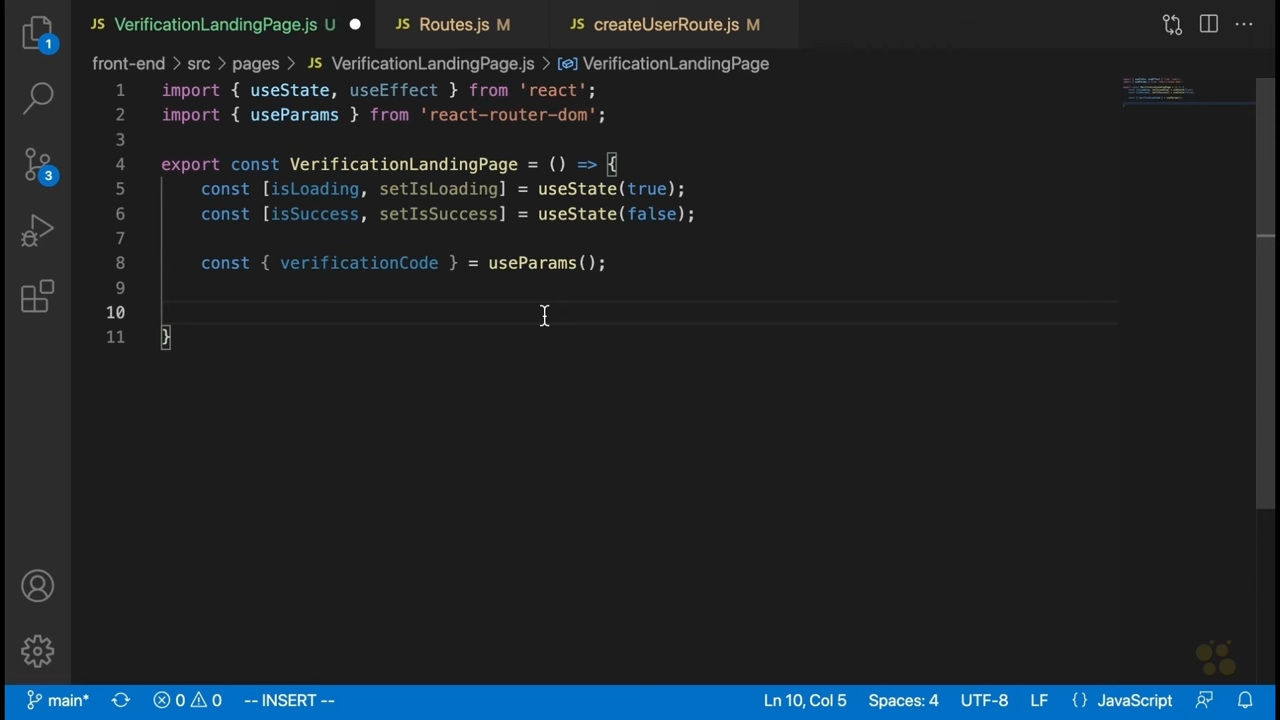 JS VerificationLandingPage.js U JS Routes.js M JS createUserRoute.js M
1
front-end > src > pages > JS VerificationLandingPage.js > VerificationLandingPage
1 import { useState, useEffect } from 'react';
2 import { useParams } from 'react-router-dom';
3
4 export const VerificationLandingPage = () => {
5 const [isLoading, setIsLoading] = useState(true);
6 const [isSuccess, setIsSuccess] = useState(false);
7
8 const { verificationCode } = useParams();
9
10
11 }
3
main* 0 0 -- INSERT -- Ln 10, Col 5 Spaces: 4 UTF-8 LF {} JavaScript